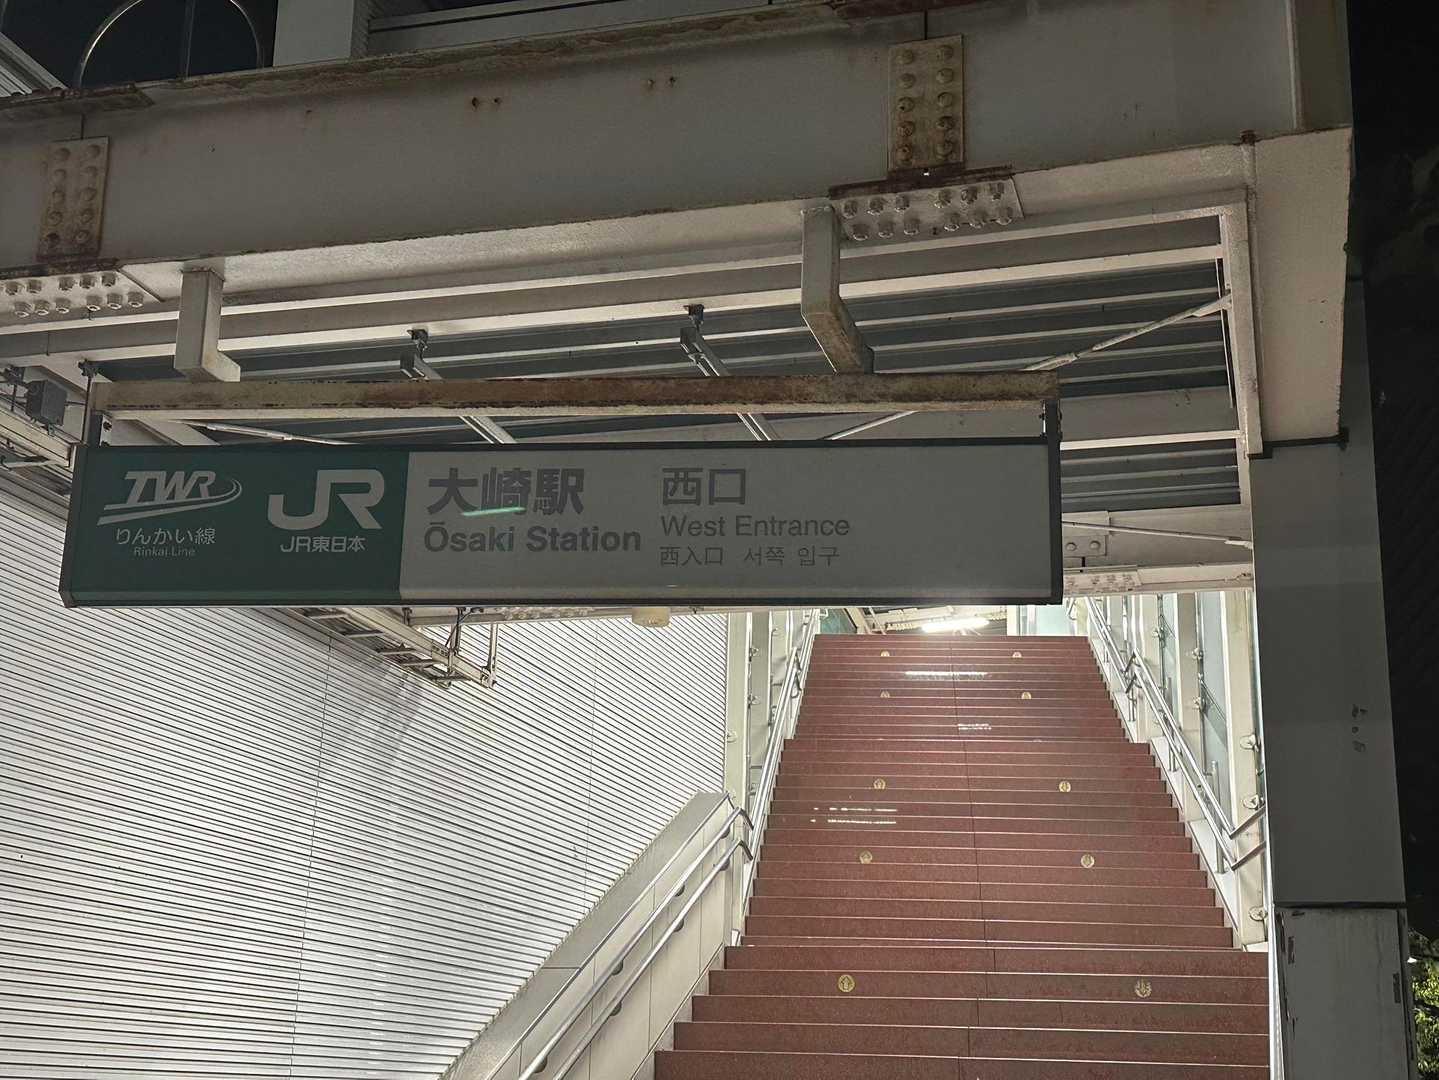 TWR
りんかい線
Rinkai Line
JR
JR東日本
大崎駅
Ōsaki Station
西口
West Entrance
西入口 서쪽 입구